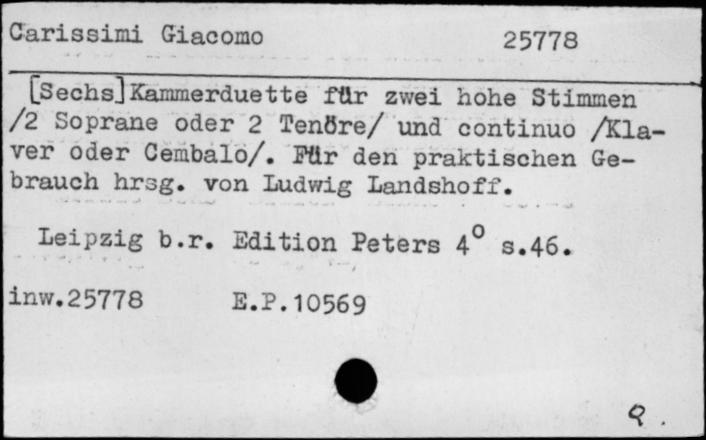 Carissimi Giacomo 25778
[Sechs]Kammerduette für zwei hohe Stimmen
/2 Soprane oder 2 Tenöre/ und continuo /Kla-
ver oder Cembalo/. Für den praktischen Ge-
brauch hrsg. von Ludwig Landshoff.
Leipzig b.r. Edition Peters 4° s.46.
inw.25778 E.P.10569